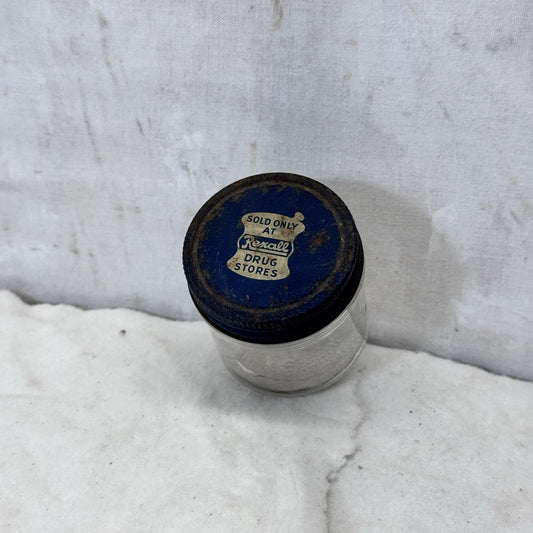 SOLD ONLY
AT
Rexall
DRUG
STORES